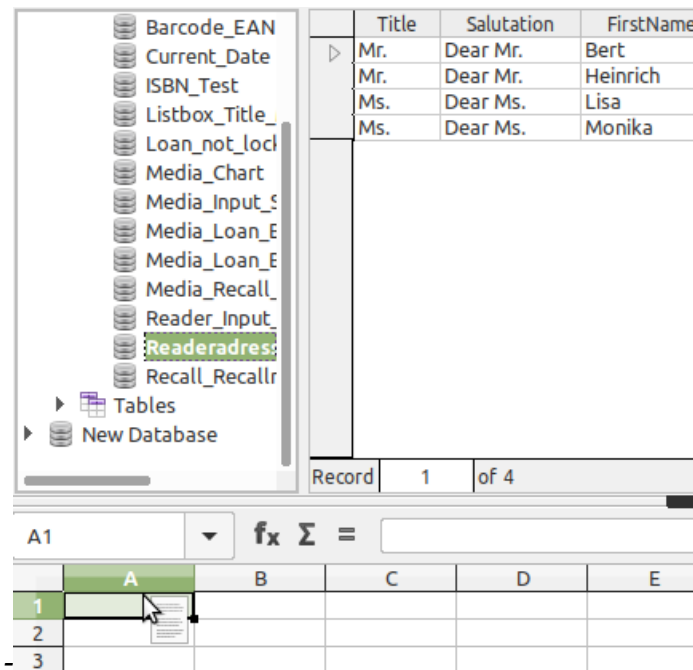 Barcode_EAN
Current_Date
ISBN_Test
Listbox_Title_
Loan_not_lock
Media_Chart
Media_Input_S
Media_Loan_E
Media_Loan_E
Media_Recall_
Reader_Input_
Readeradress
Recall_Recallr
Tables
New Database
Title Salutation FirstName
Mr. Dear Mr. Bert
Mr. Dear Mr. Heinrich
Ms. Dear Ms. Lisa
Ms. Dear Ms. Monika
Record 1 of 4
A1 fx Σ =
A B C D E
1
2
3